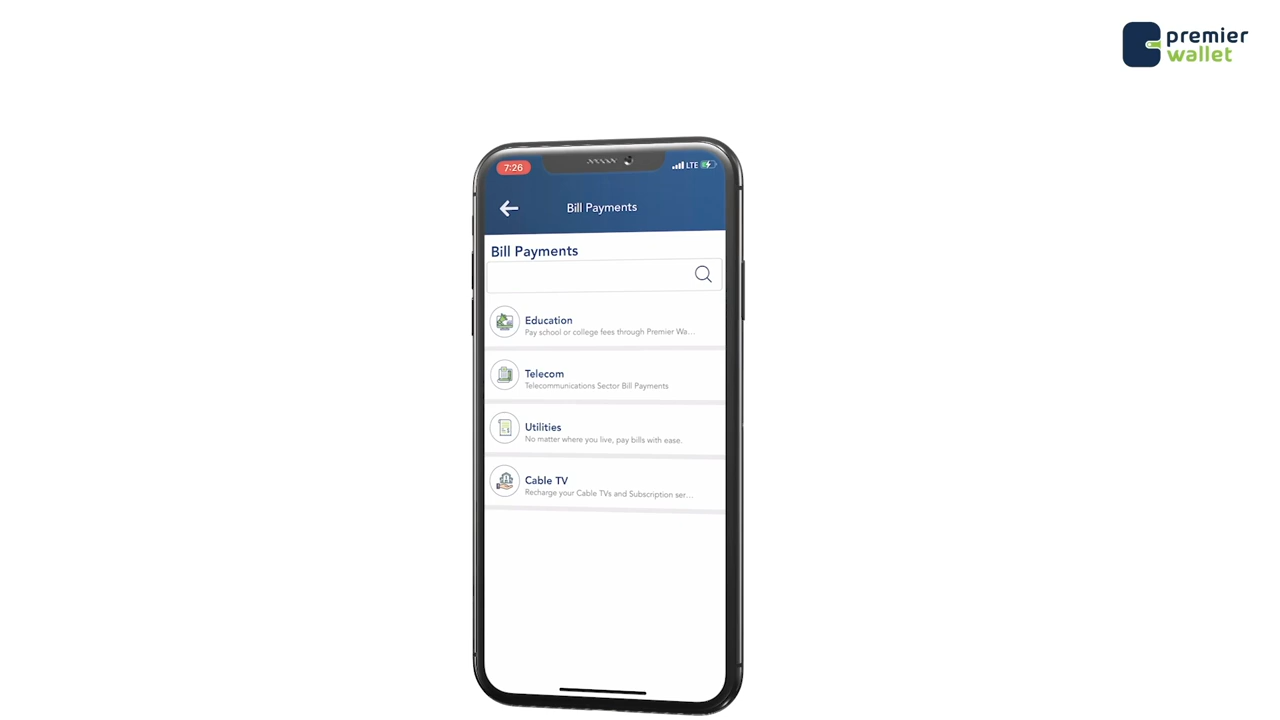 premier
wallet
7:26
LTE
Bill Payments
Bill Payments
Education
Pay school or college fees through Premier Wa...
Telecom
Telecommunications Sector Bill Payments
Utilities
No matter where you live, pay bills with ease.
Cable TV
Recharge your Cable TVs and Subscription ser...